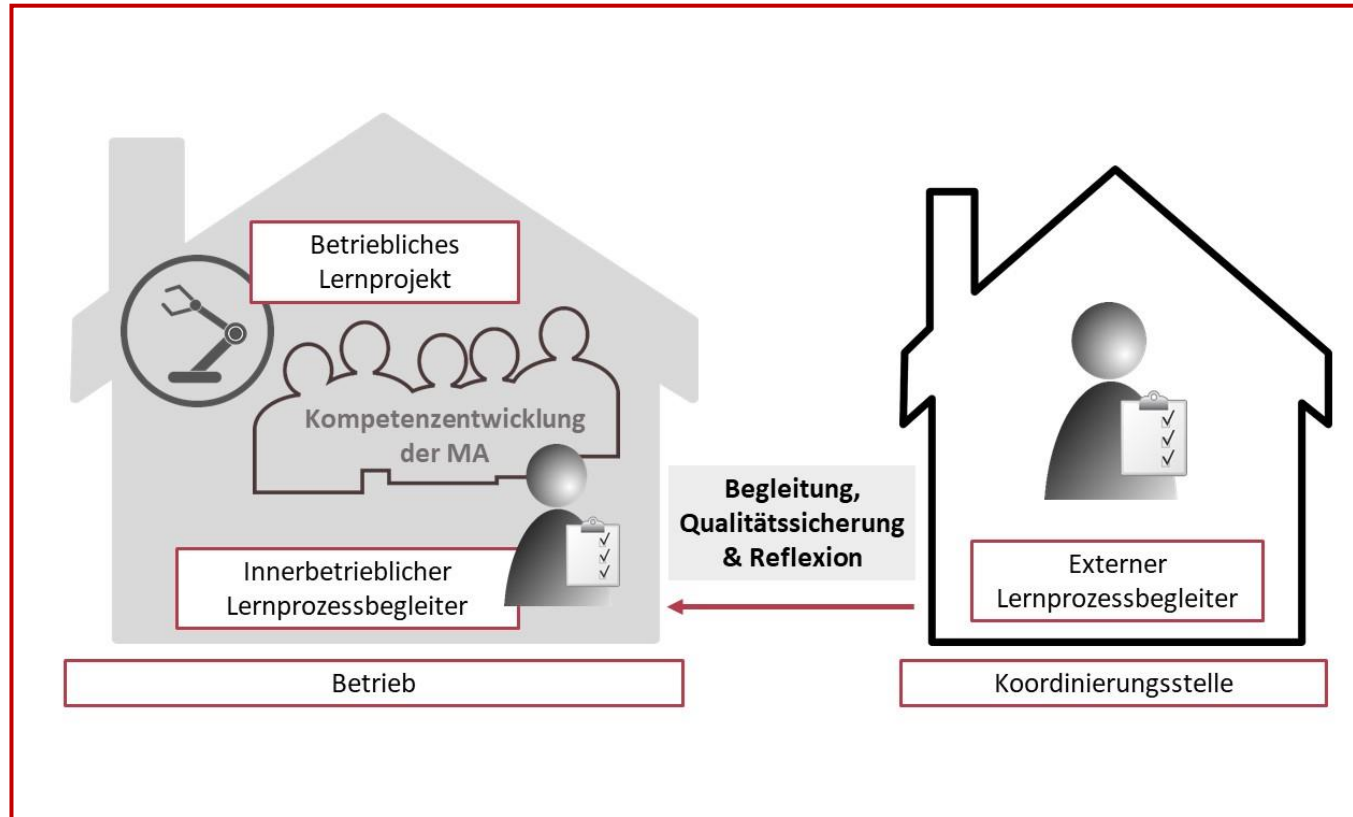 Betriebliches
Lernprojekt
Kompetenzentwicklung
der MA
Innerbetrieblicher
Lernprozessbegleiter
Betrieb
Begleitung,
Qualitätssicherung
& Reflexion
Externer
Lernprozessbegleiter
Koordinierungsstelle